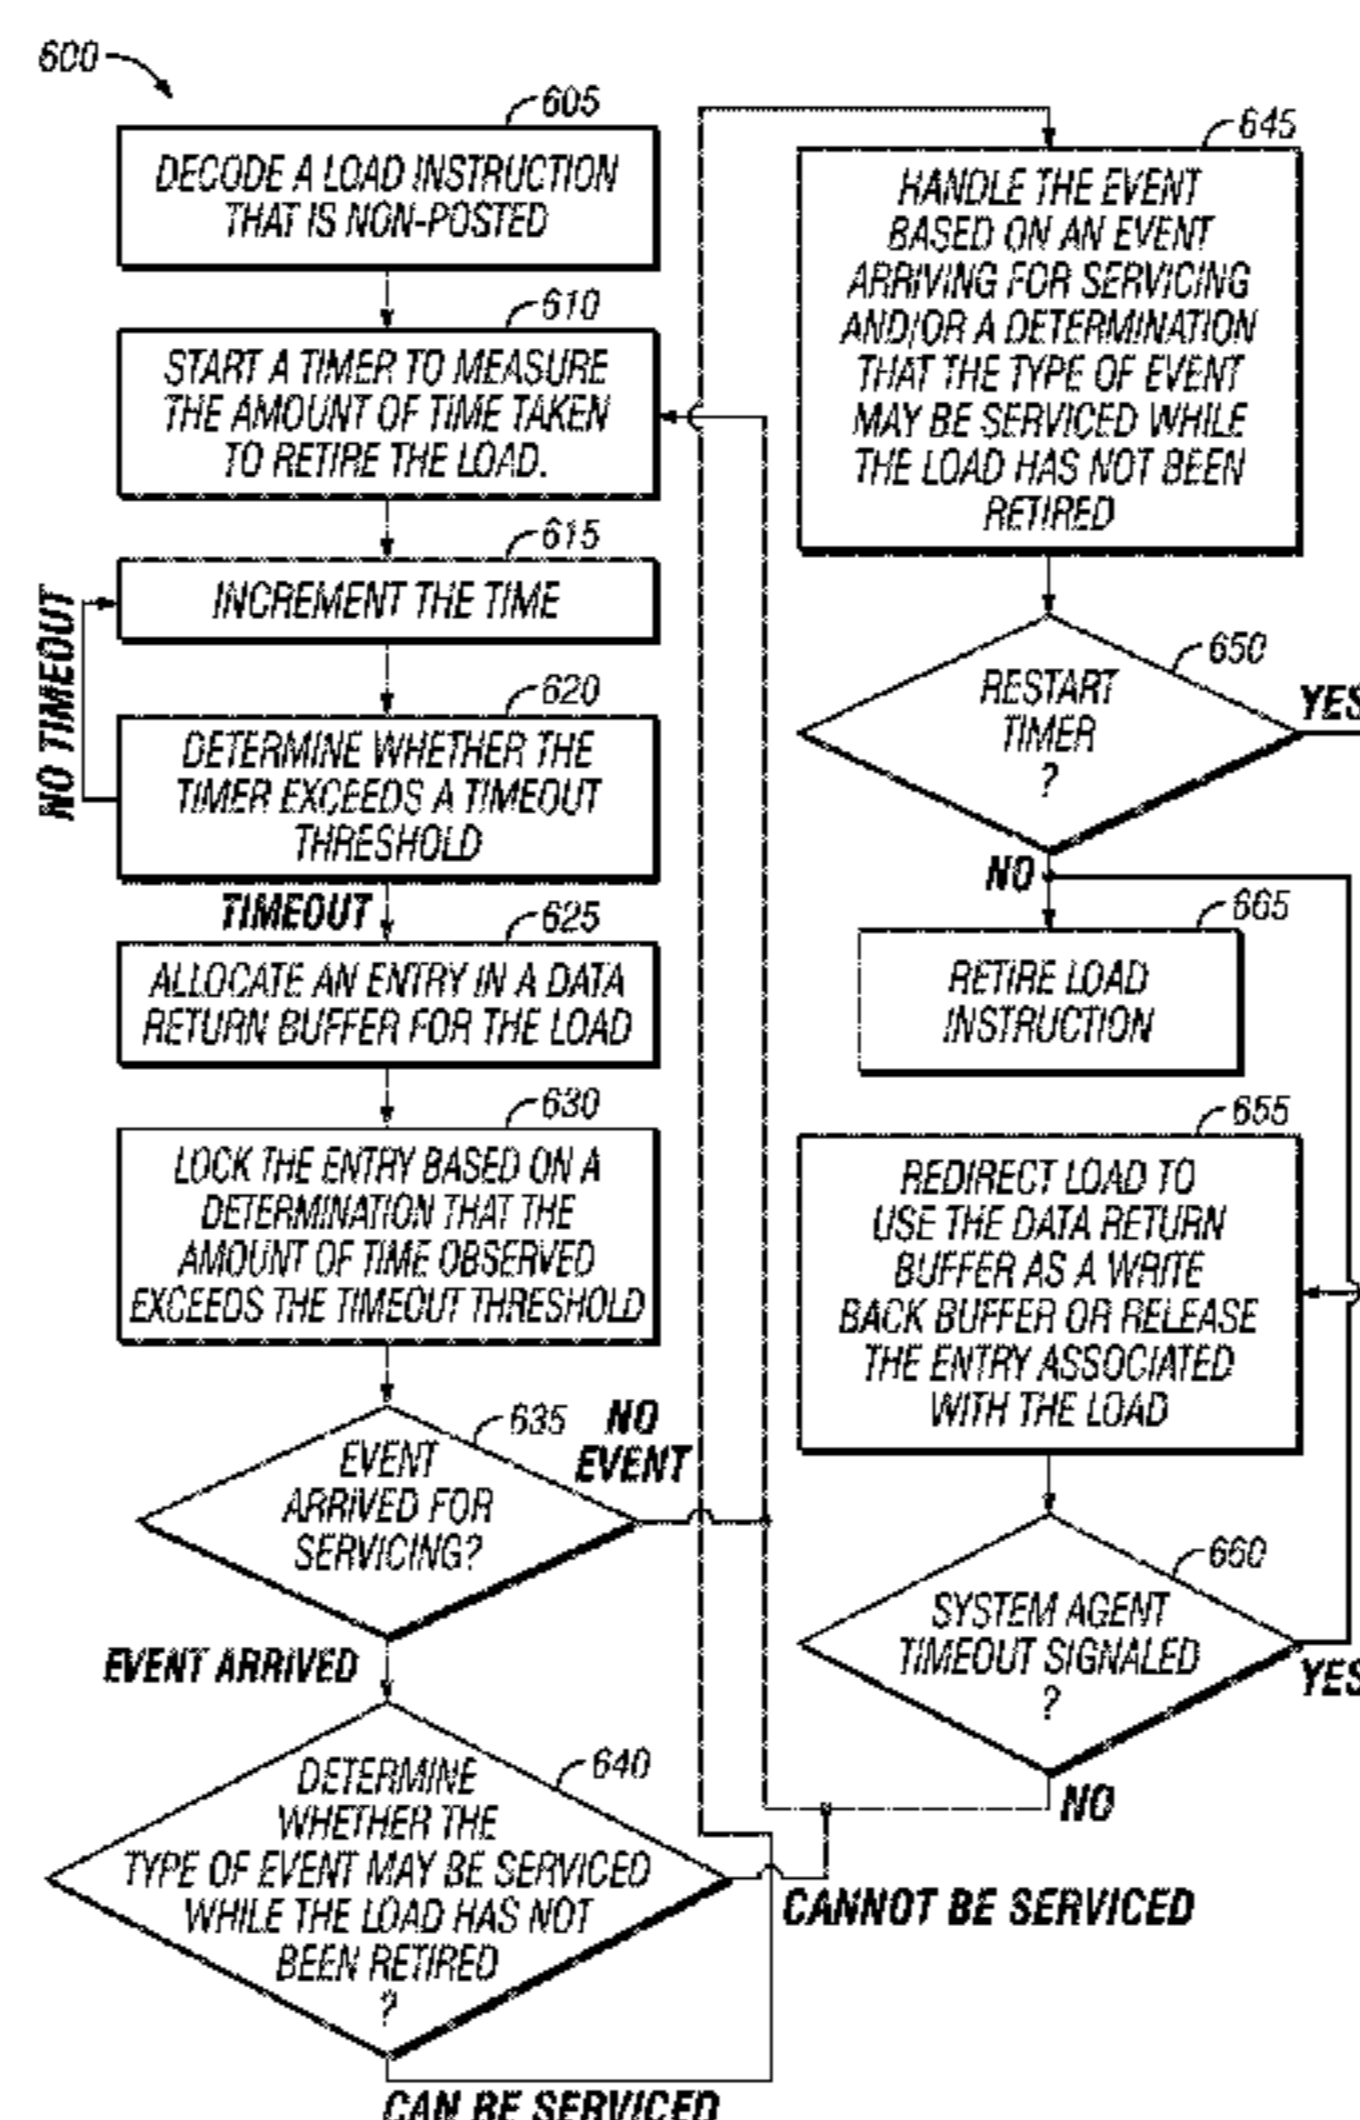 600
605
DECODE A LOAD INSTRUCTION
THAT IS NON-POSTED
610
START A TIMER TO MEASURE
THE AMOUNT OF TIME TAKEN
TO RETIRE THE LOAD.
615
INCREMENT THE TIME
NO TIMEOUT
620
DETERMINE WHETHER THE
TIMER EXCEEDS A TIMEOUT
THRESHOLD
TIMEOUT
625
ALLOCATE AN ENTRY IN A DATA
RETURN BUFFER FOR THE LOAD
630
LOCK THE ENTRY BASED ON A
DETERMINATION THAT THE
AMOUNT OF TIME OBSERVED
EXCEEDS THE TIMEOUT THRESHOLD
635
NO
EVENT
EVENT
ARRIVED FOR
SERVICING?
EVENT ARRIVED
640
DETERMINE
WHETHER THE
TYPE OF EVENT MAY BE SERVICED
WHILE THE LOAD HAS NOT
BEEN RETIRED
?
CANNOT BE SERVICED
CAN BE SERVICED
645
HANDLE THE EVENT
BASED ON AN EVENT
ARRIVING FOR SERVICING
AND/OR A DETERMINATION
THAT THE TYPE OF EVENT
MAY BE SERVICED WHILE
THE LOAD HAS NOT BEEN
RETIRED
650
RESTART
TIMER
?
YES
NO
665
RETIRE LOAD
INSTRUCTION
655
REDIRECT LOAD TO
USE THE DATA RETURN
BUFFER AS A WRITE
BACK BUFFER OR RELEASE
THE ENTRY ASSOCIATED
WITH THE LOAD
660
SYSTEM AGENT
TIMEOUT SIGNALED
?
YES
NO